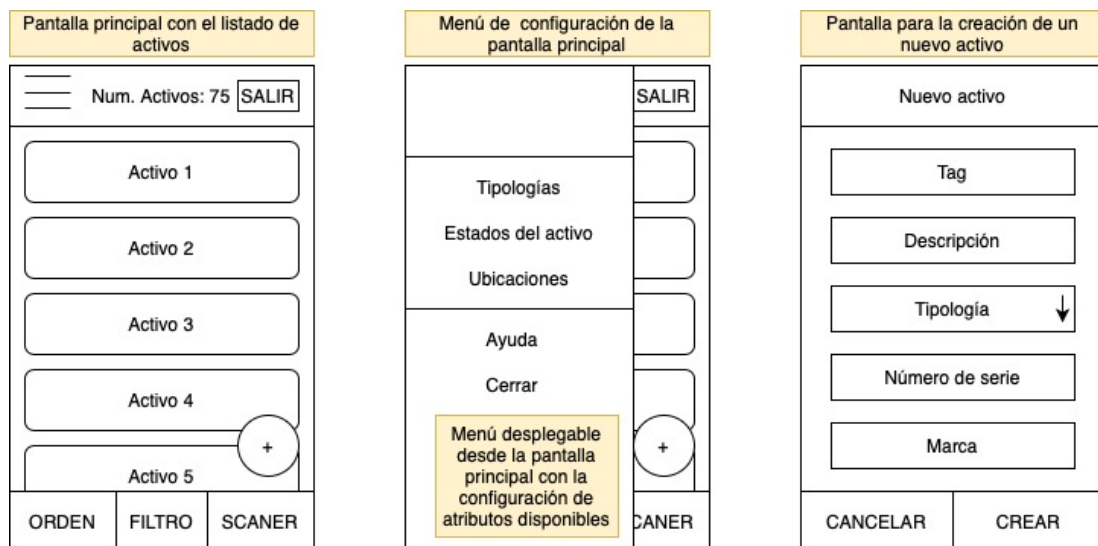 Pantalla principal con el listado de
activos
Num. Activos: 75
SALIR
Activo 1
Activo 2
Activo 3
Activo 4
+
Activo 5
ORDEN
FILTRO
SCANER
Menú de configuración de la
pantalla principal
SALIR
Tipologías
Estados del activo
Ubicaciones
Ayuda
Cerrar
+
Menú desplegable
desde la pantalla
principal con la
configuración de
atributos disponibles
CANER
Pantalla para la creación de un
nuevo activo
Nuevo activo
Tag
Descripción
Tipología
Número de serie
Marca
CANCELAR
CREAR